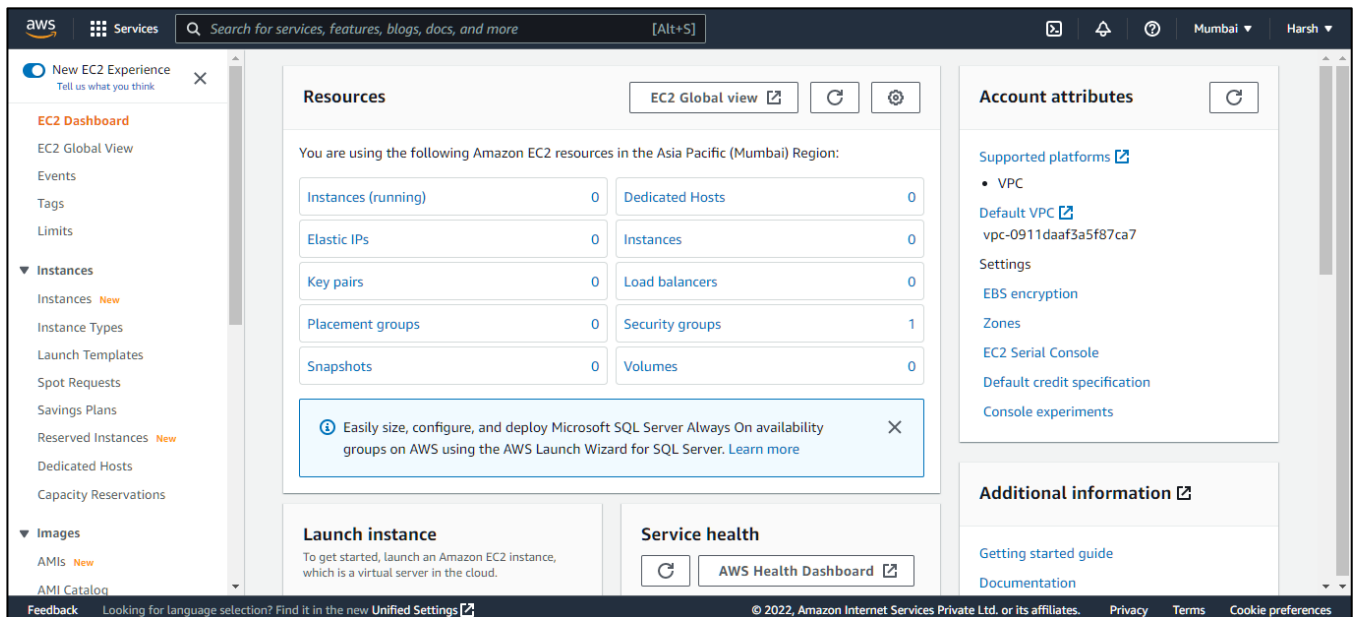 aws
Services
Search for services, features, blogs, docs, and more [Alt+S]
Mumbai
Harsh
New EC2 Experience
Tell us what you think
EC2 Dashboard
EC2 Global View
Events
Tags
Limits
Instances
Instances New
Instance Types
Launch Templates
Spot Requests
Savings Plans
Reserved Instances New
Dedicated Hosts
Capacity Reservations
Images
AMIs New
AMI Catalog
Resources
EC2 Global view
You are using the following Amazon EC2 resources in the Asia Pacific (Mumbai) Region:
Instances (running) 0
Dedicated Hosts 0
Elastic IPs 0
Instances 0
Key pairs 0
Load balancers 0
Placement groups 0
Security groups 1
Snapshots 0
Volumes 0
Easily size, configure, and deploy Microsoft SQL Server Always On availability
groups on AWS using the AWS Launch Wizard for SQL Server. Learn more
Launch instance
To get started, launch an Amazon EC2 instance,
which is a virtual server in the cloud.
Service health
AWS Health Dashboard
Account attributes
Supported platforms
• VPC
Default VPC
vpc-0911daaf3a5f87ca7
Settings
EBS encryption
Zones
EC2 Serial Console
Default credit specification
Console experiments
Additional information
Getting started guide
Documentation
Feedback
Looking for language selection? Find it in the new Unified Settings
© 2022, Amazon Internet Services Private Ltd. or its affiliates.
Privacy
Terms
Cookie preferences